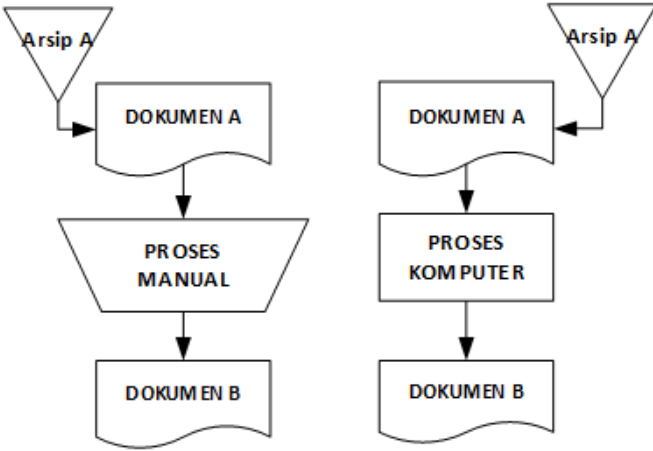 Arsip A
DOKUMEN A
PROSES
MANUAL
DOKUMEN B
Arsip A
DOKUMEN A
PROSES
KOMPUTER
DOKUMEN B